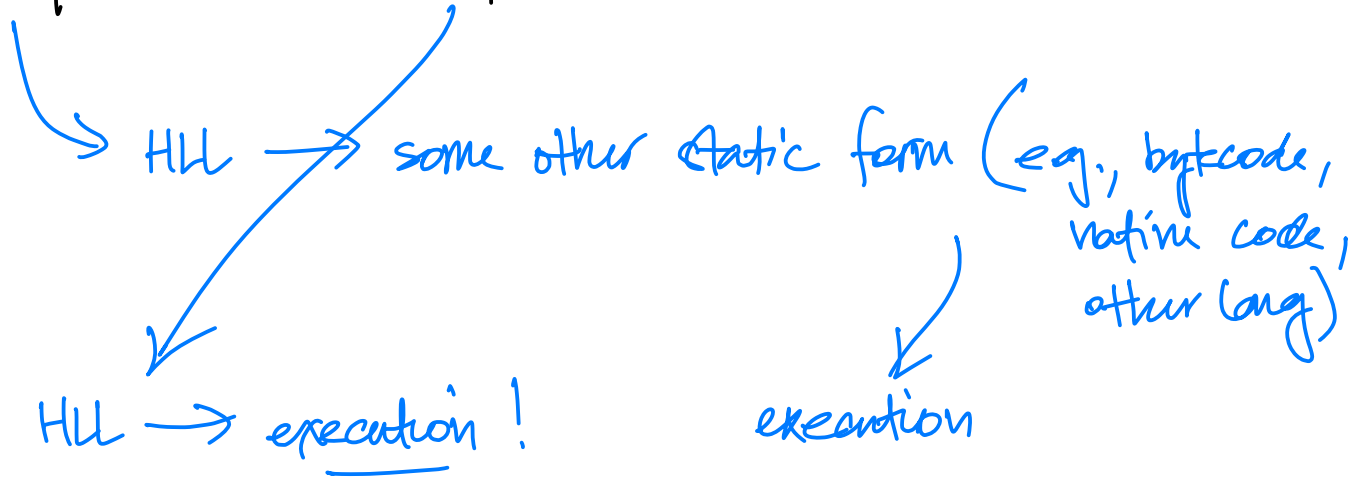 HLL → some other static form (e.g., bytecode,
native code,
other lang)
HLL → execution!
execution